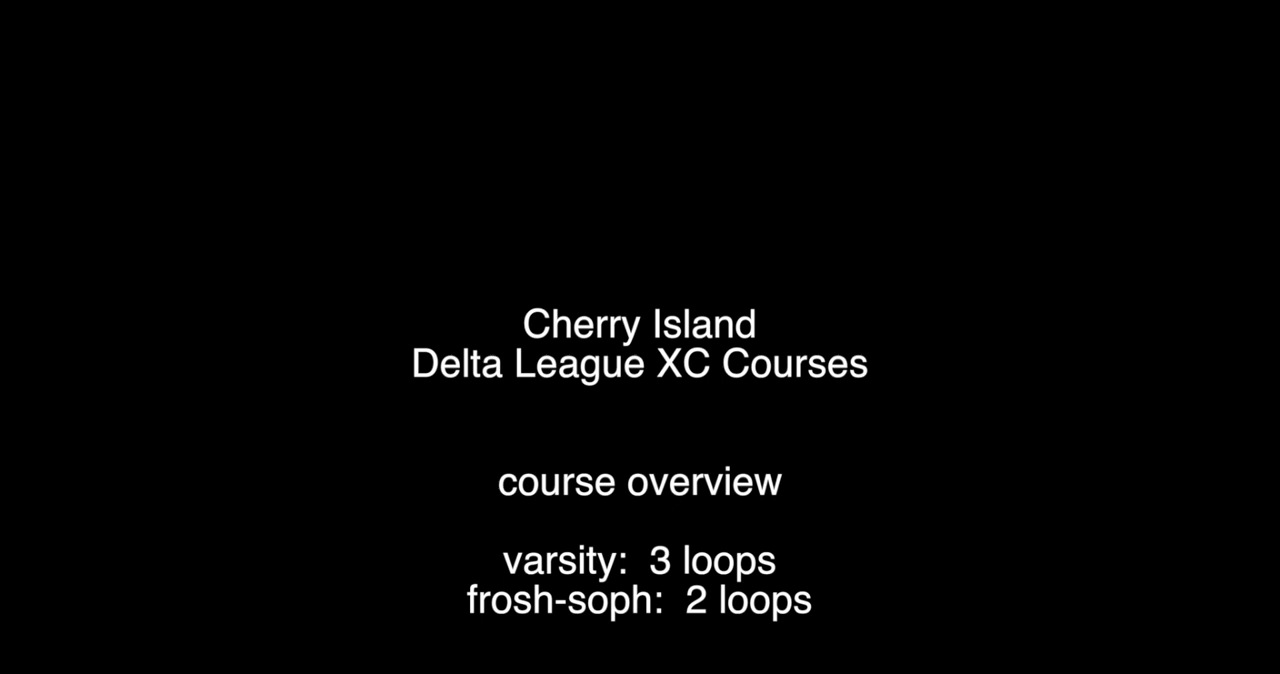 Cherry Island
Delta League XC Courses
course overview
varsity:  3 loops
frosh-soph:  2 loops